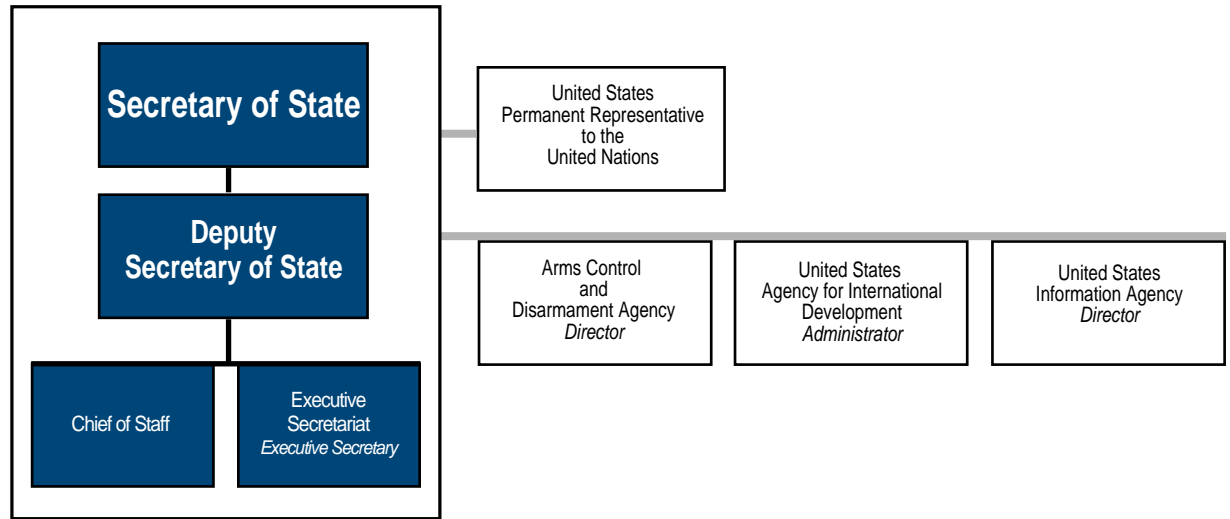 Secretary of State
United States
Permanent Representative
to the
United Nations
Deputy
Secretary of State
Arms Control
and
Disarmament Agency
Director
United States
Agency for International
Development
Administrator
United States
Information Agency
Director
Chief of Staff
Executive
Secretariat
Executive Secretary